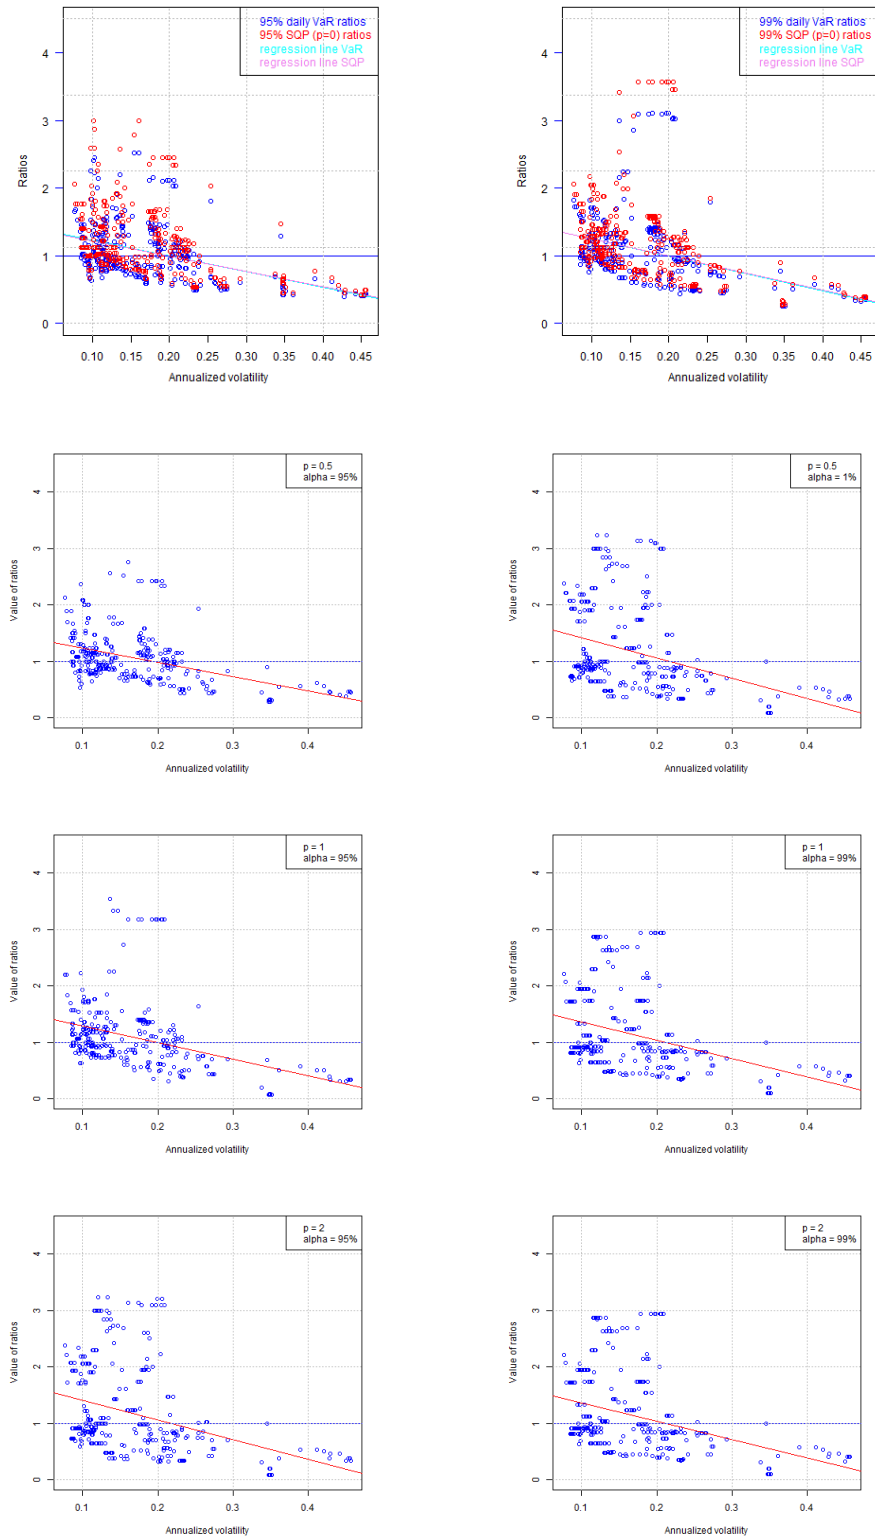 95% daily VaR ratios
95% SQP (p=0) ratios
regression line VaR
regression line SQP
4
3
2
1
0
Ratios
0.10 0.15 0.20 0.25 0.30 0.35 0.40 0.45
Annualized volatility
99% daily VaR ratios
99% SQP (p=0) ratios
regression line VaR
regression line SQP
4
3
2
1
0
Ratios
0.10 0.15 0.20 0.25 0.30 0.35 0.40 0.45
Annualized volatility
p = 0.5
alpha = 95%
4
3
2
1
0
Value of ratios
0.1 0.2 0.3 0.4
Annualized volatility
p = 0.5
alpha = 1%
4
3
2
1
0
Value of ratios
0.1 0.2 0.3 0.4
Annualized volatility
p = 1
alpha = 95%
4
3
2
1
0
Value of ratios
0.1 0.2 0.3 0.4
Annualized volatility
p = 1
alpha = 99%
4
3
2
1
0
Value of ratios
0.1 0.2 0.3 0.4
Annualized volatility
p = 2
alpha = 95%
4
3
2
1
0
Value of ratios
0.1 0.2 0.3 0.4
Annualized volatility
p = 2
alpha = 99%
4
3
2
1
0
Value of ratios
0.1 0.2 0.3 0.4
Annualized volatility